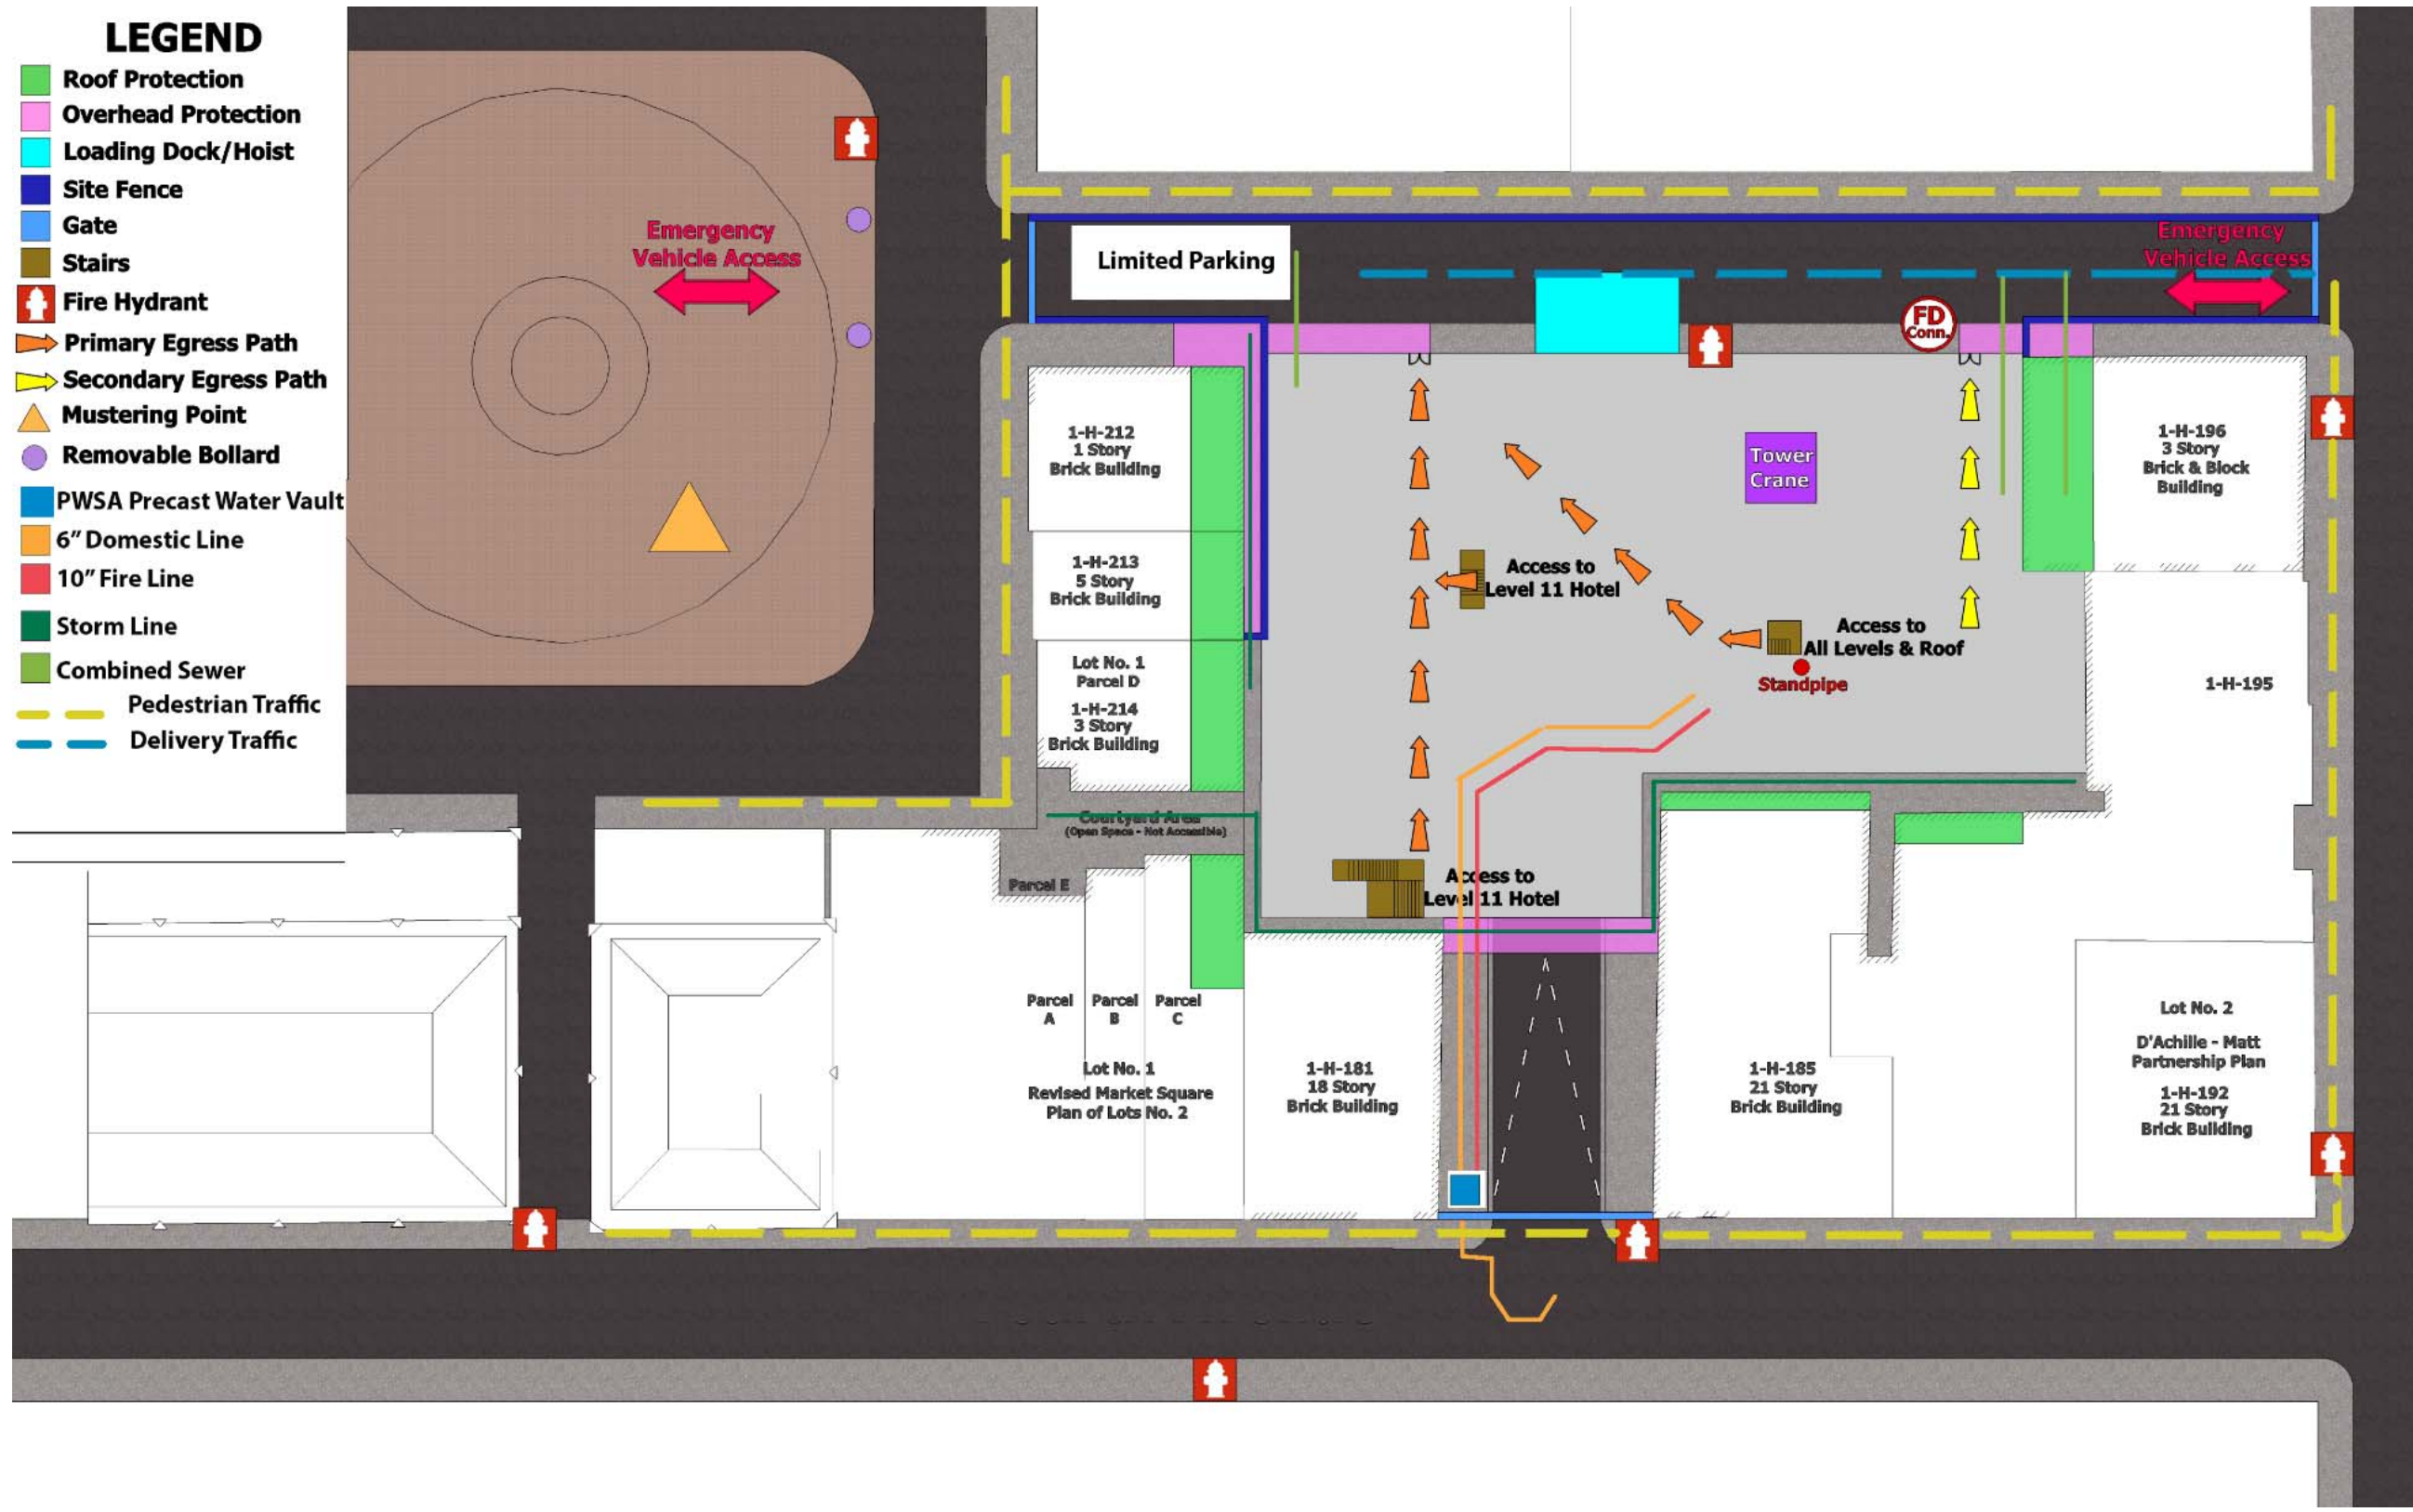 LEGEND
Roof Protection
Overhead Protection
Loading Dock/Hoist
Site Fence
Gate
Stairs
Fire Hydrant
Primary Egress Path
Secondary Egress Path
Mustering Point
Removable Bollard
PWSA Precast Water Vault
6” Domestic Line
10” Fire Line
Storm Line
Combined Sewer
Pedestrian Traffic
Delivery Traffic
Emergency
Vehicle Access
Limited Parking
Emergency
Vehicle Access
FD
Conn.
1-H-212
1 Story
Brick Building
1-H-213
5 Story
Brick Building
Lot No. 1
Parcel D
1-H-214
3 Story
Brick Building
Courtyard Area
(Open Space - Not Accessible)
Parcel E
Tower
Crane
Access to
Level 11 Hotel
Access to
All Levels & Roof
Standpipe
1-H-196
3 Story
Brick & Block
Building
1-H-195
Access to
Level 11 Hotel
Parcel
A
Parcel
B
Parcel
C
Lot No. 1
Revised Market Square
Plan of Lots No. 2
1-H-181
18 Story
Brick Building
1-H-185
21 Story
Brick Building
Lot No. 2
D'Achille - Matt
Partnership Plan
1-H-192
21 Story
Brick Building